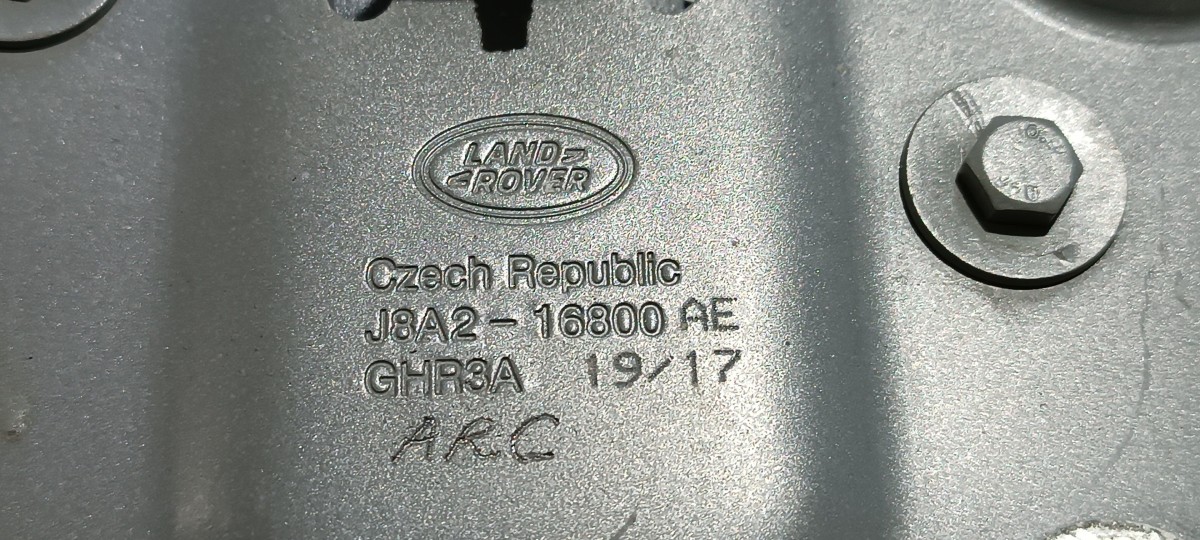 LAND
ROVER
Czech Republic
J8A2-16800 AE
GHR3A 19/17
ARC